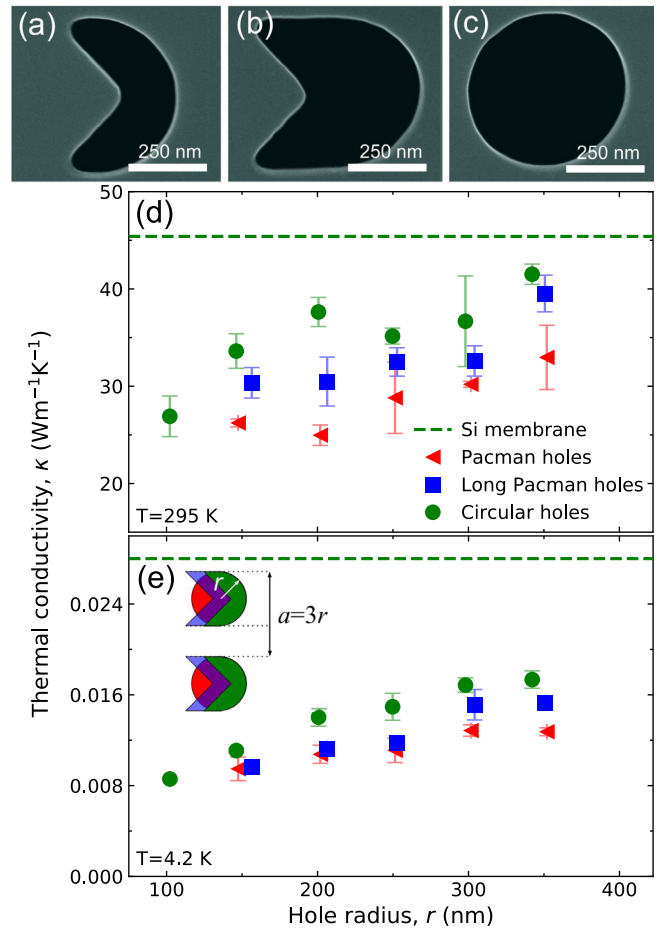 (a)
(b)
(c)
250 nm
250 nm
250 nm
(d)
50
40
30
20
Si membrane
Pacman holes
Long Pacman holes
Circular holes
T=295 K
Thermal conductivity, κ (Wm⁻¹K⁻¹)
(e)
r
a=3r
0.024
0.016
0.008
0.000
T=4.2 K
100
200
300
400
Hole radius, r (nm)